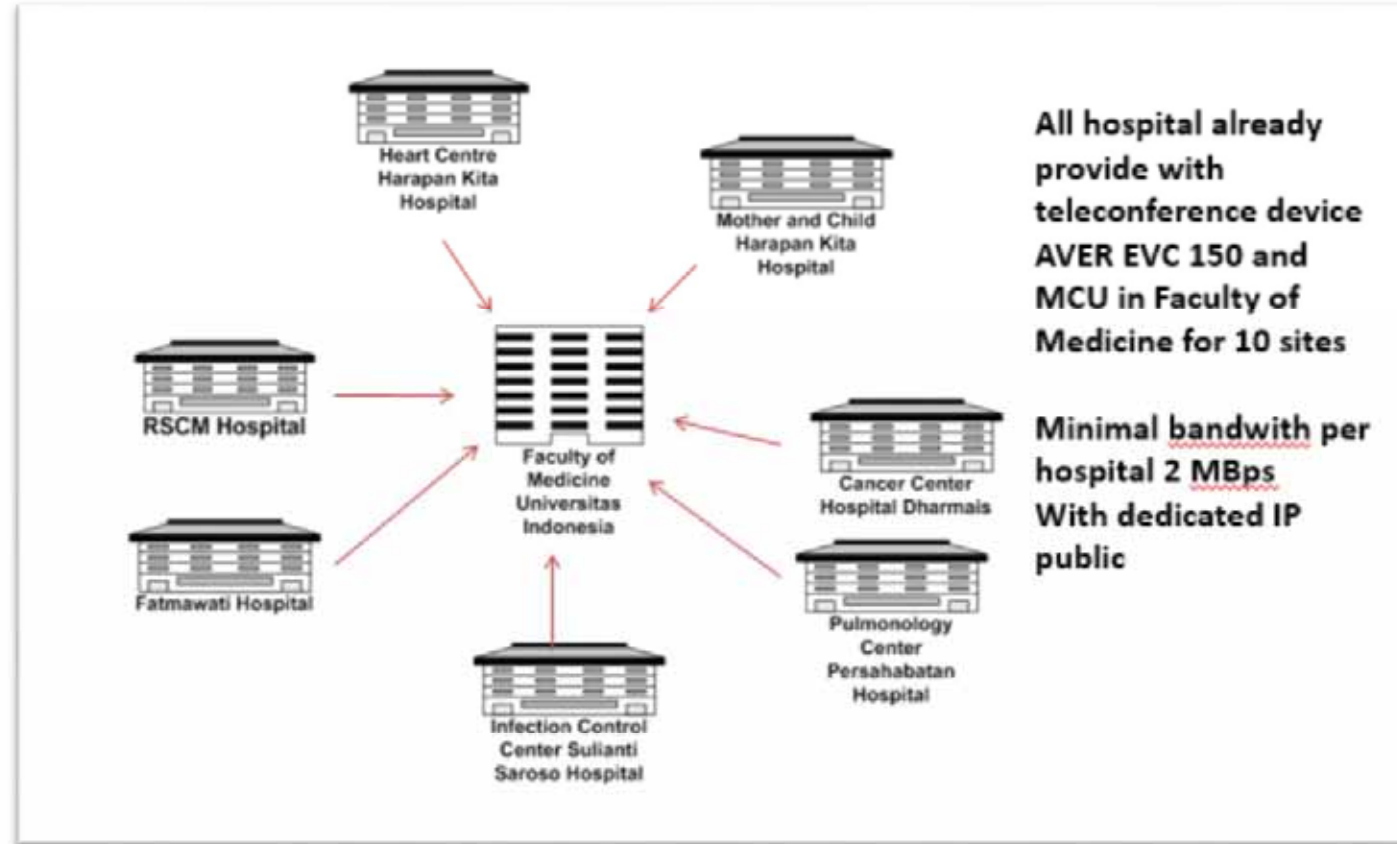 Heart Centre
Harapan Kita
Hospital
Mother and Child
Harapan Kita
Hospital
RSCM Hospital
Faculty of
Medicine
Universitas
Indonesia
Cancer Center
Hospital Dharmais
Fatmawati Hospital
Pulmonology
Center
Persahabatan
Hospital
Infection Control
Center Sulianti
Saroso Hospital
All hospital already
provide with
teleconference device
AVER EVC 150 and
MCU in Faculty of
Medicine for 10 sites
Minimal bandwith per
hospital 2 MBps
With dedicated IP
public